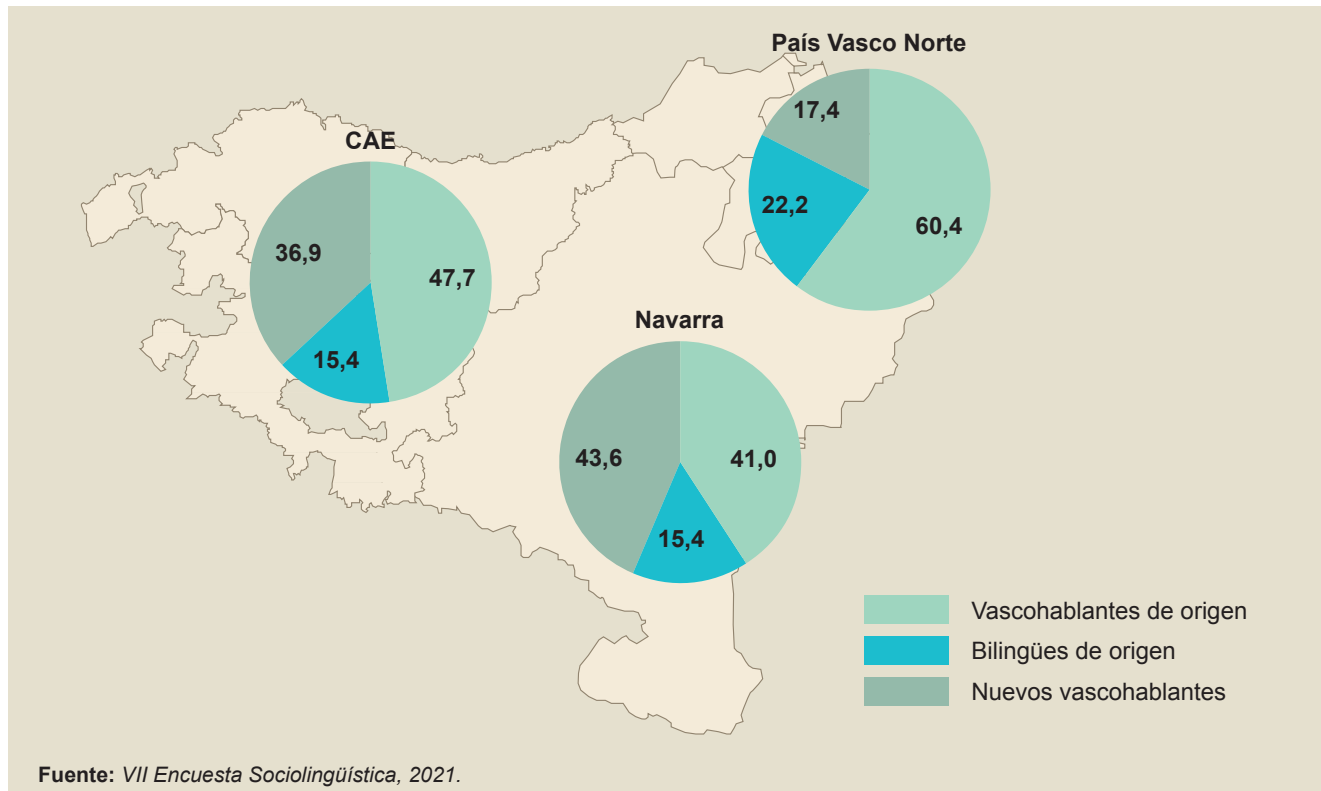 País Vasco Norte
17,4
22,2
60,4
CAE
36,9
47,7
15,4
Navarra
43,6
41,0
15,4
Vascohablantes de origen
Bilingües de origen
Nuevos vascohablantes
Fuente: VII Encuesta Sociolingüística, 2021.